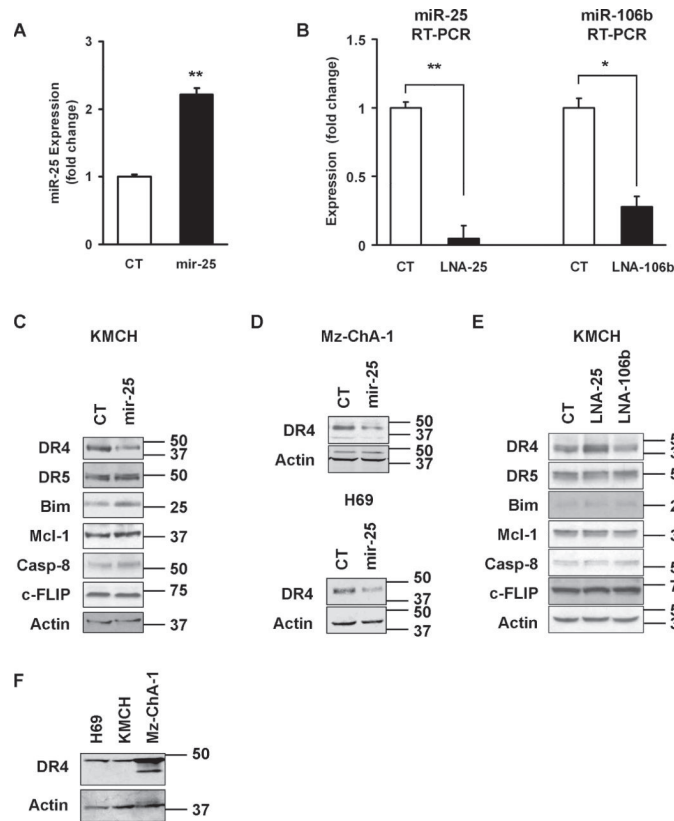 A
miR-25 Expression
(fold change)
3
2
1
0
**
CT mir-25
B
miR-25
RT-PCR
miR-106b
RT-PCR
Expression (fold change)
1.5
1
0.5
0
**
*
CT LNA-25 CT LNA-106b
C
KMCH
CT mir-25
DR4 50
37
DR5 50
Bim 25
Mcl-1 37
Casp-8 50
c-FLIP 75
Actin 37
D
Mz-ChA-1
CT mir-25
DR4 50
37
Actin 50
37
H69
CT mir-25
DR4 50
37
Actin 50
37
E
KMCH
CT LNA-25 LNA-106b
DR4
DR5
Bim
Mcl-1
Casp-8
c-FLIP
Actin
F
H69 KMCH Mz-ChA-1
DR4 50
Actin 37